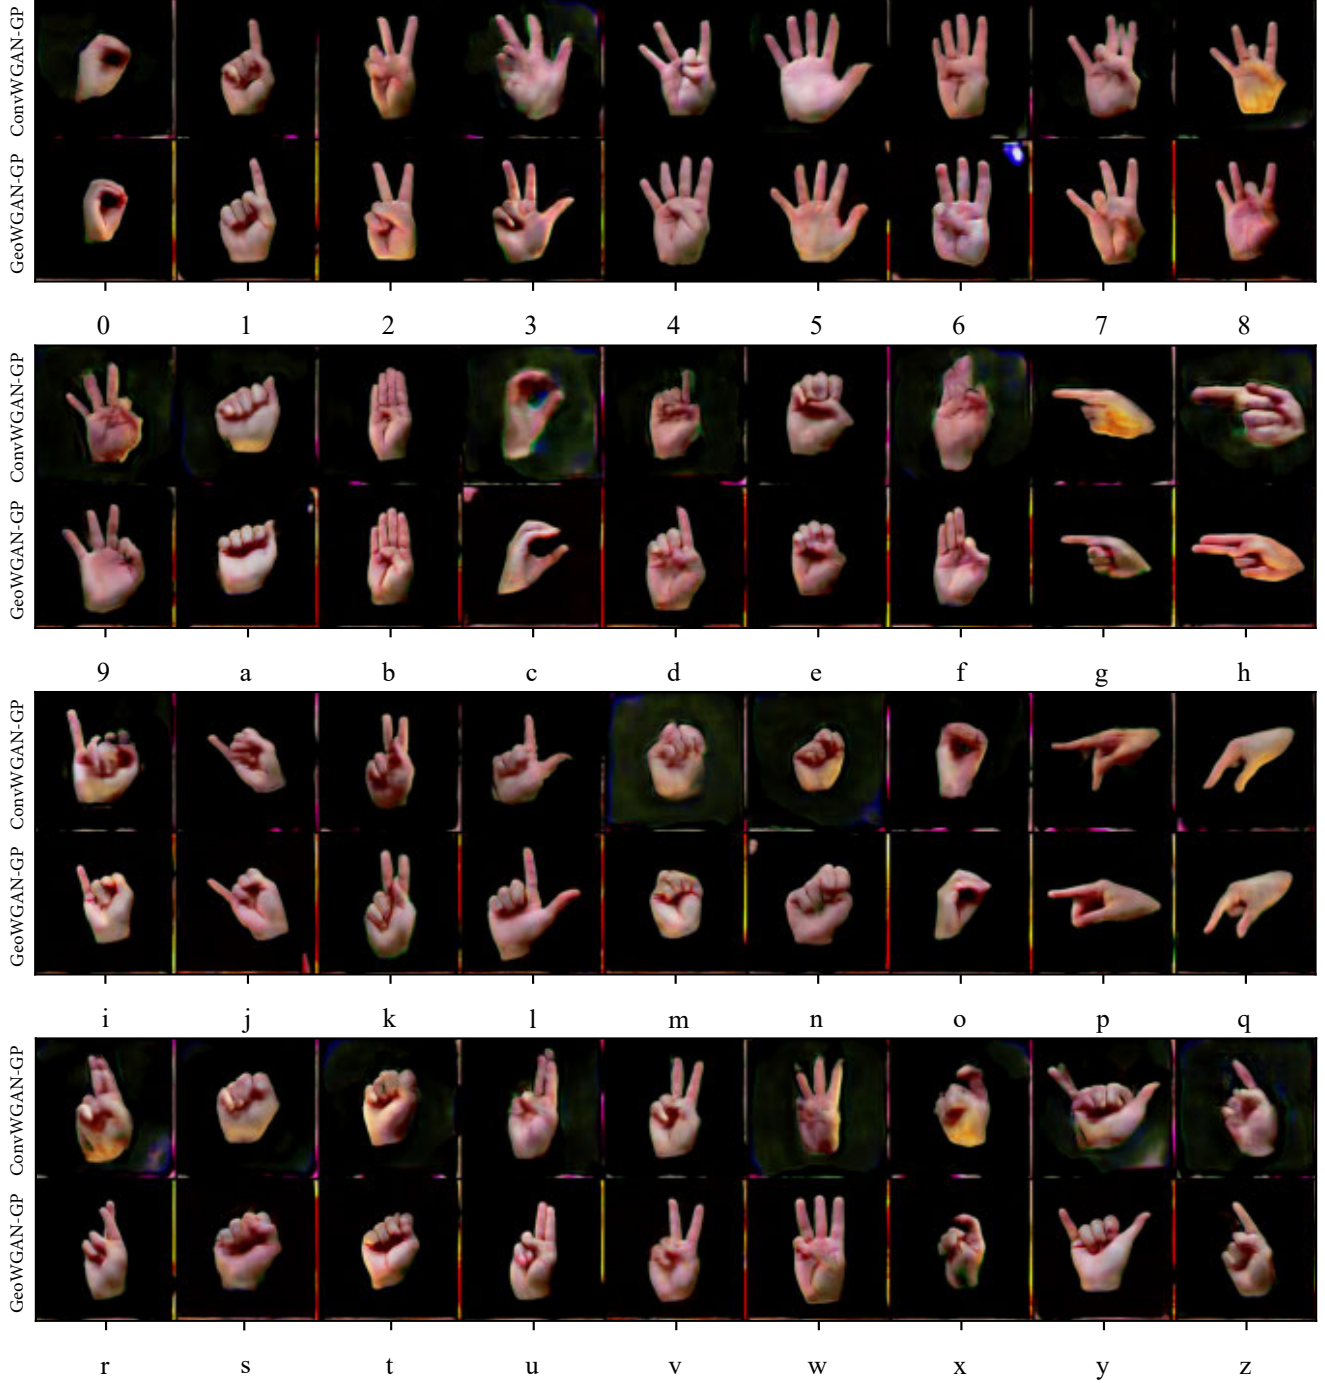 ConvWGAN-GP
GeoWGAN-GP
0 1 2 3 4 5 6 7 8
ConvWGAN-GP
GeoWGAN-GP
9 a b c d e f g h
ConvWGAN-GP
GeoWGAN-GP
i j k l m n o p q
ConvWGAN-GP
GeoWGAN-GP
r s t u v w x y z